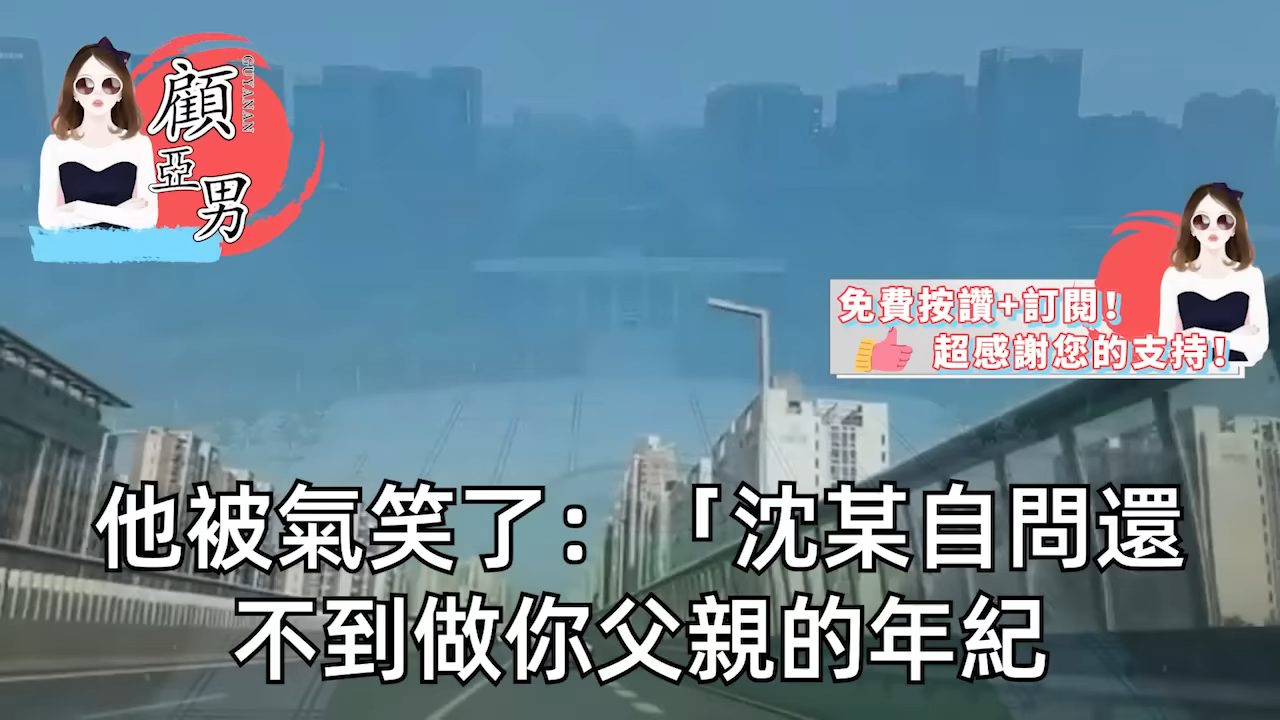 顧亞男
GUYANAN
免費按讚+訂閱!
超感謝您的支持!
他被氣笑了:「沈某自問還
不到做你父親的年紀